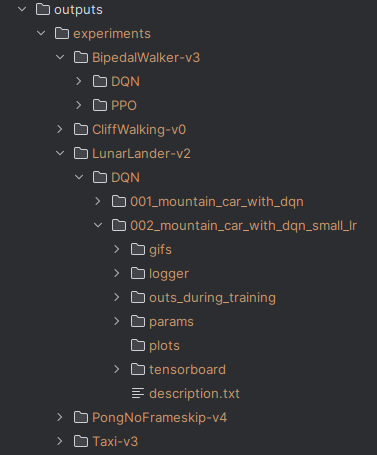 outputs
experiments
BipedalWalker-v3
DQN
PPO
CliffWalking-v0
LunarLander-v2
DQN
001_mountain_car_with_dqn
002_mountain_car_with_dqn_small_lr
gifs
logger
outs_during_training
params
plots
tensorboard
description.txt
PongNoFrameskip-v4
Taxi-v3